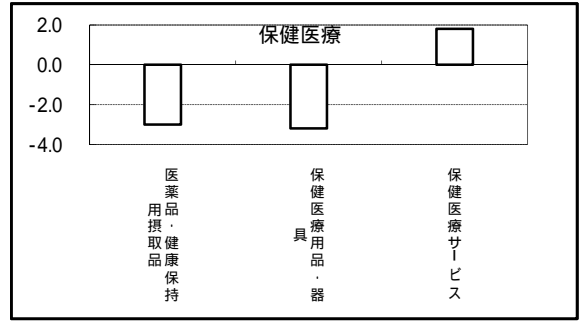 保健医療
2.0
0.0
-2.0
-4.0
医薬品・健康保持
用摂取品
保健医療用品・器
具
保健医療サービス